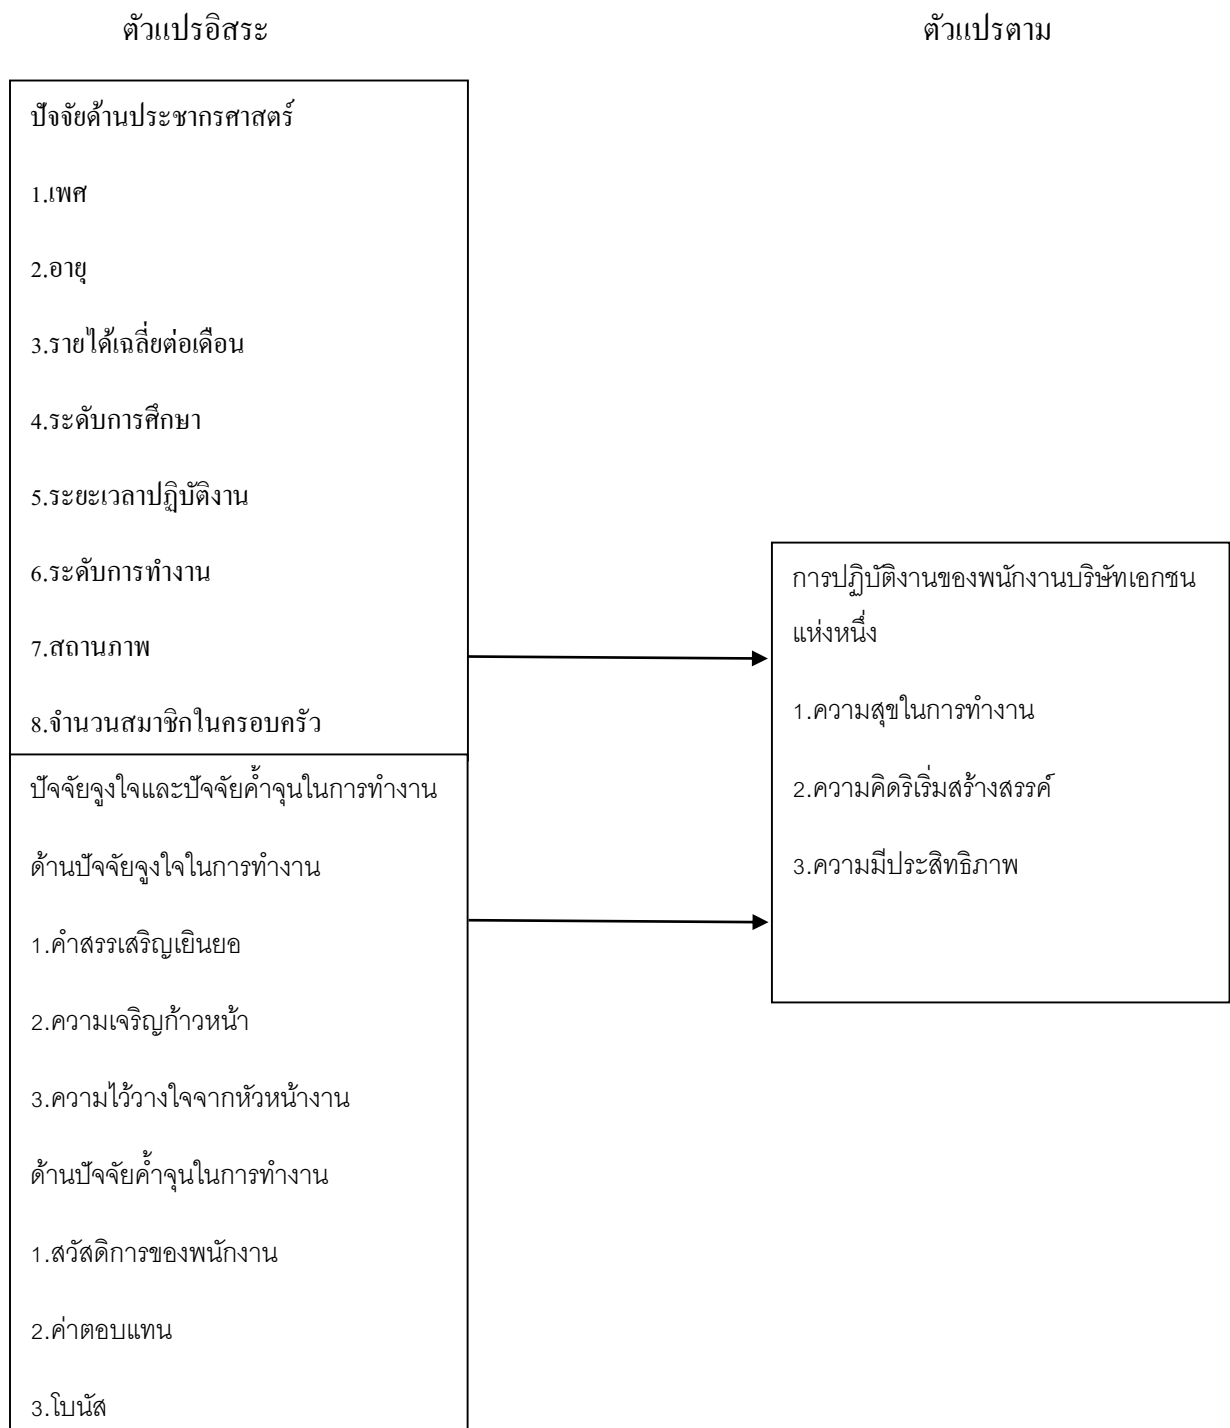 ตัวแปรอิสระ
ตัวแปรตาม
ปัจจัยด้านประชากรศาสตร์
1.เพศ
2.อายุ
3.รายได้เฉลี่ยต่อเดือน
4.ระดับการศึกษา
5.ระยะเวลาปฏิบัติงาน
6.ระดับการทำงาน
7.สถานภาพ
8.จำนวนสมาชิกในครอบครัว
ปัจจัยจูงใจและปัจจัยค้ำจุนในการทำงาน
ด้านปัจจัยจูงใจในการทำงาน
1.คำสรรเสริญเยินยอ
2.ความเจริญก้าวหน้า
3.ความไว้วางใจจากหัวหน้างาน
ด้านปัจจัยค้ำจุนในการทำงาน
1.สวัสดิการของพนักงาน
2.ค่าตอบแทน
3.โบนัส
การปฏิบัติงานของพนักงานบริษัทเอกชน
แห่งหนึ่ง
1.ความสุขในการทำงาน
2.ความคิดริเริ่มสร้างสรรค์
3.ความมีประสิทธิภาพ